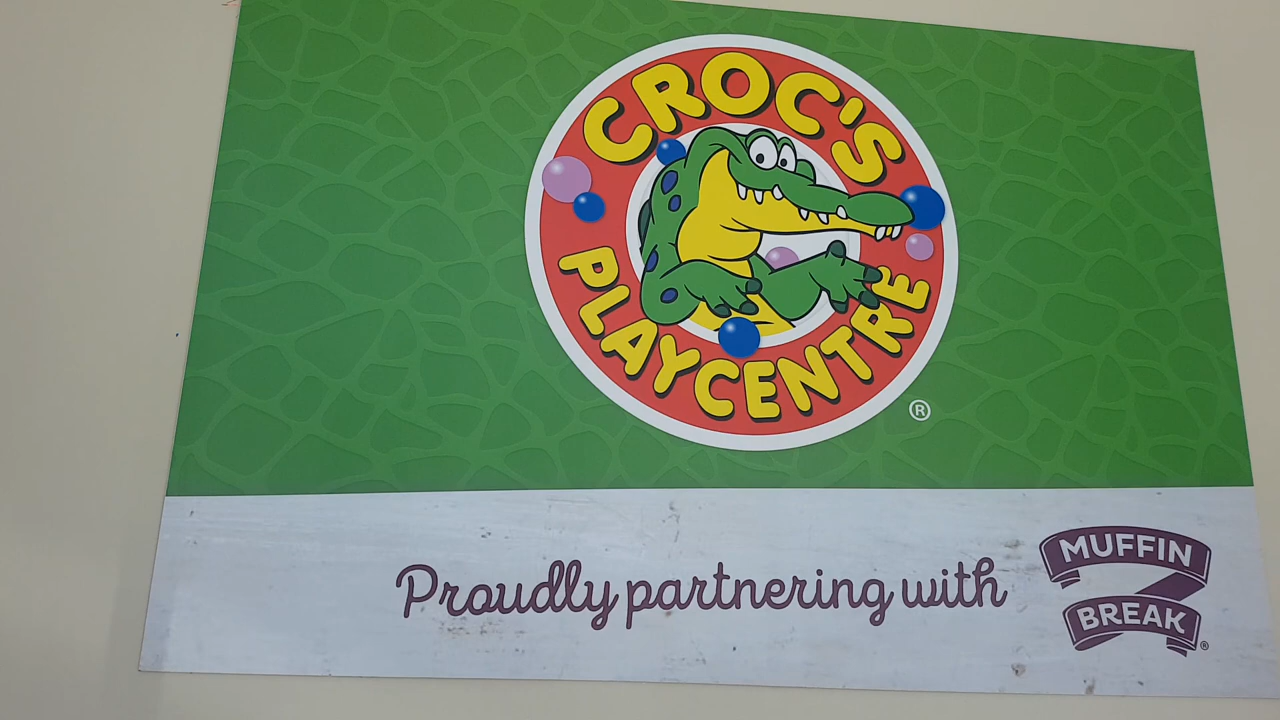 CROC'S
PLAYCENTRE
®
Proudly partnering with
MUFFIN
BREAK
®